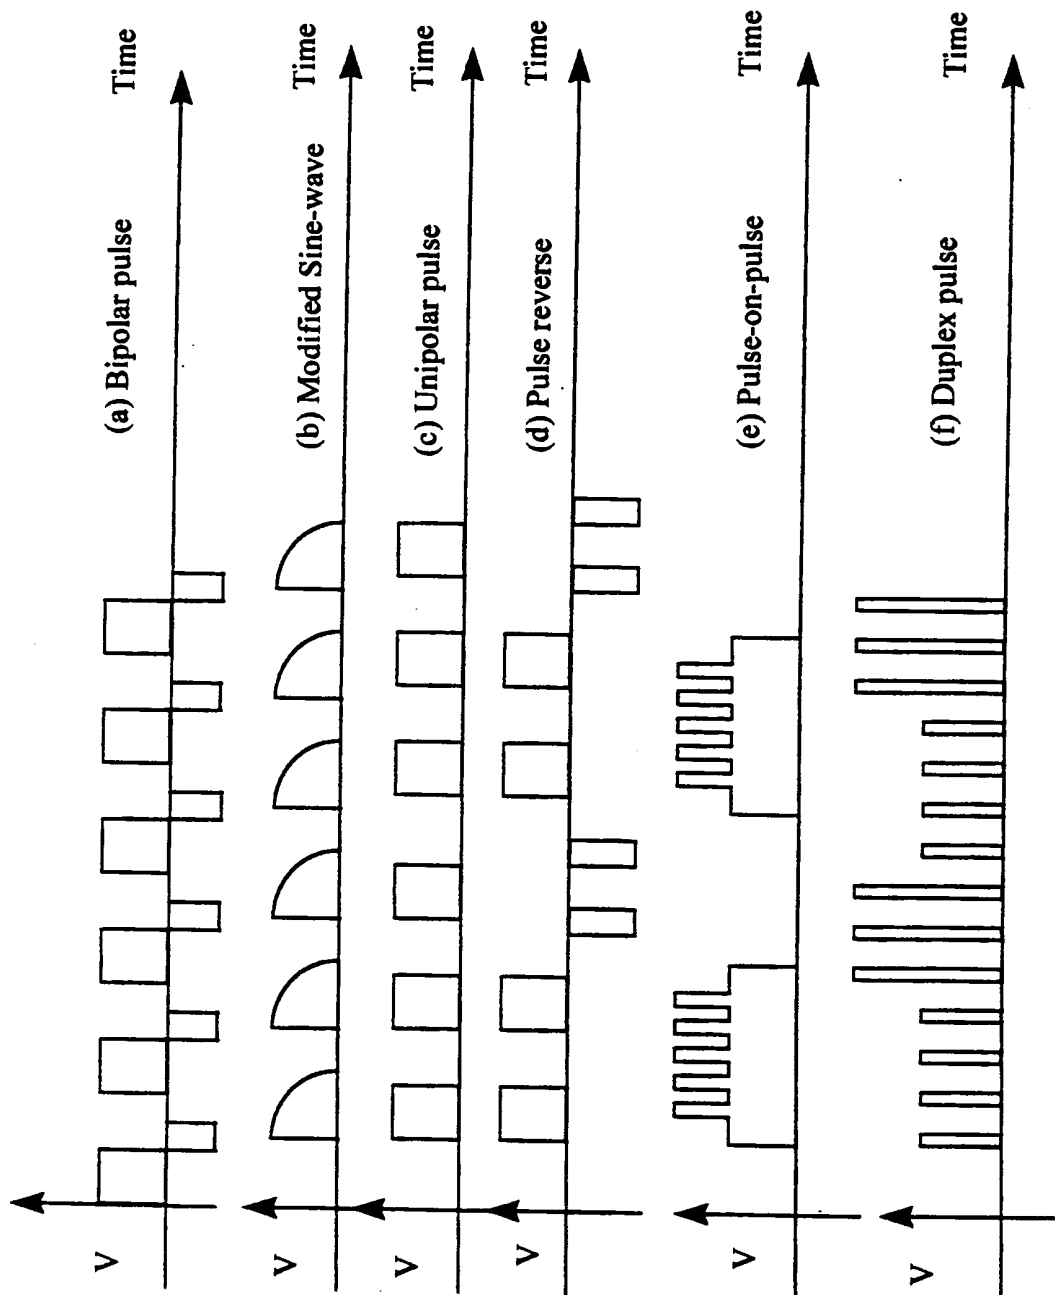 V
(a) Bipolar pulse
Time
V
(b) Modified Sine-wave
Time
V
(c) Unipolar pulse
Time
V
(d) Pulse reverse
Time
V
(e) Pulse-on-pulse
Time
V
(f) Duplex pulse
Time